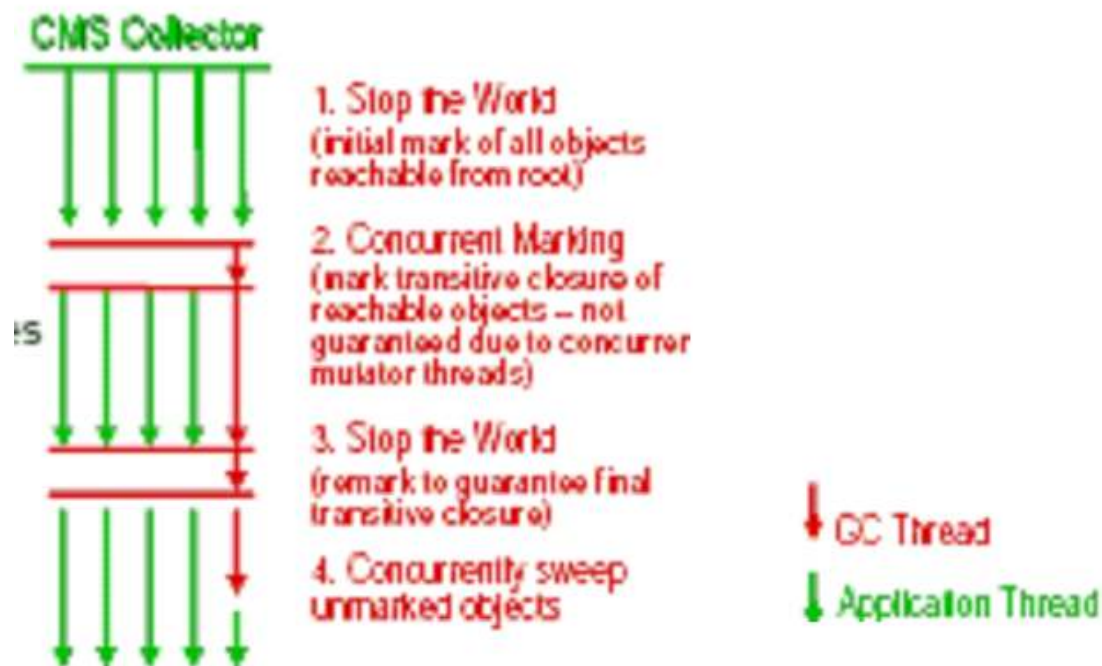 CMS Collector
1. Stop the World
(initial mark of all objects
reachable from root)
2. Concurrent Marking
(mark transitive closure of
reachable objects – not
guaranteed due to concurrer
mutator threads)
es
3. Stop the World
(remark to guarantee final
transitive closure)
4. Concurrently sweep
unmarked objects
GC Thread
Application Thread